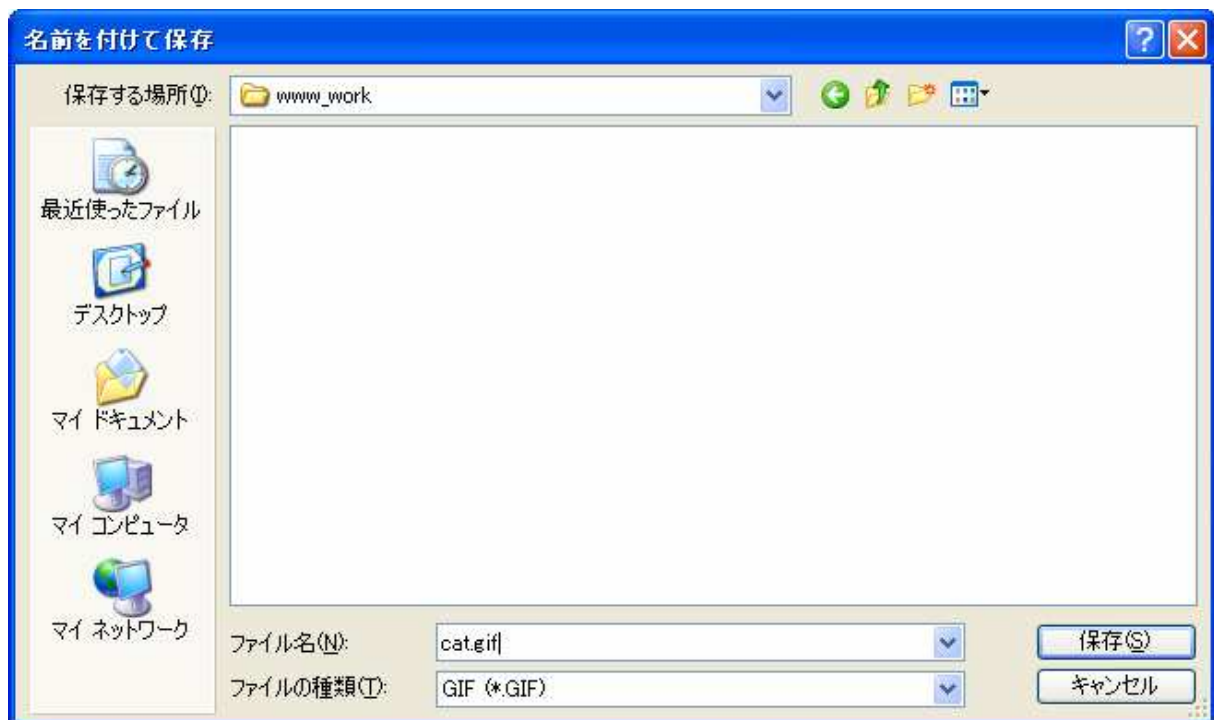 名前を付けて保存
保存する場所(I): www_work
最近使ったファイル
デスクトップ
マイ ドキュメント
マイ コンピュータ
マイ ネットワーク
ファイル名(N): cat.gif 保存(S)
ファイルの種類(T): GIF (*.GIF) キャンセル